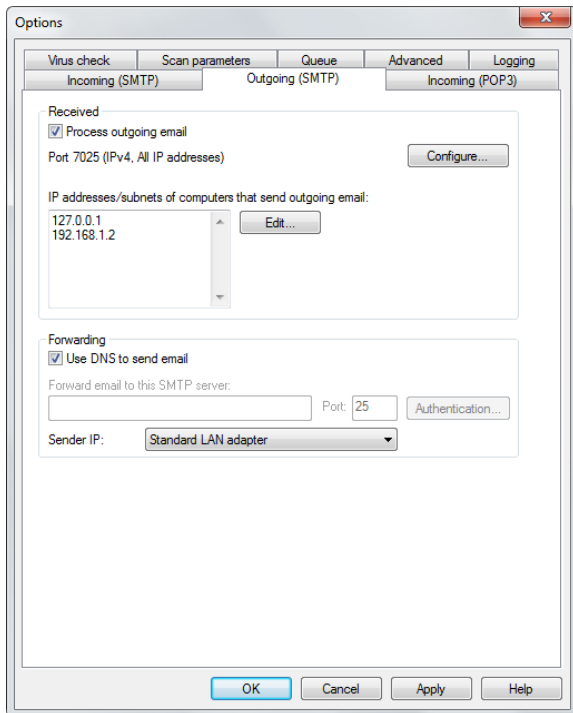 Options
Virus check Scan parameters Queue Advanced Logging
Incoming (SMTP) Outgoing (SMTP) Incoming (POP3)
Received
Process outgoing email
Port 7025 (IPv4, All IP addresses) Configure...
IP addresses/subnets of computers that send outgoing email:
127.0.0.1 Edit...
192.168.1.2
Forwarding
Use DNS to send email
Forward email to this SMTP server:
Port: 25 Authentication...
Sender IP: Standard LAN adapter
OK Cancel Apply Help